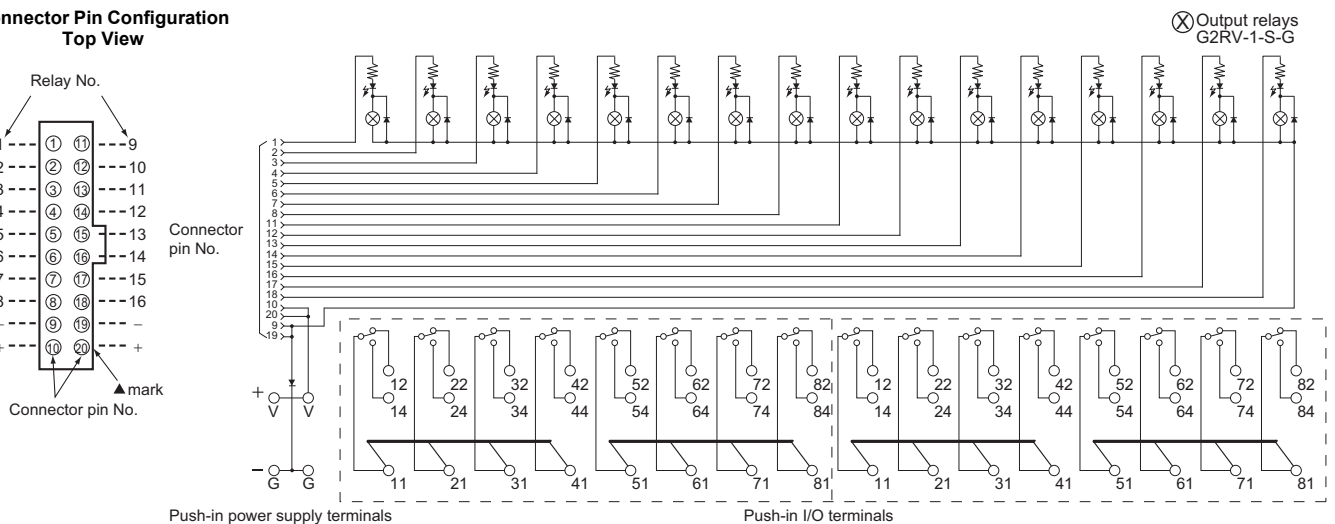 nnector Pin Configuration
Top View
Output relays
G2RV-1-S-G
Relay No.
1 11 9
2 2 12 10
3 3 13 11
4 4 14 12
5 5 15 13
6 6 16 14
7 7 17 15
8 8 18 16
– 9 19 –
+ 10 20 +
▲mark
Connector pin No.
Connector
pin No.
1
2
3
4
5
6
7
8
11
12
13
14
15
16
17
18
10
20
9
19
12 22 32 42 52 62 72 82 12 22 32 42 52 62 72 82
+ V V 14 24 34 44 54 64 74 84 14 24 34 44 54 64 74 84
– G G 11 21 31 41 51 61 71 81 11 21 31 41 51 61 71 81
Push-in power supply terminals
Push-in I/O terminals